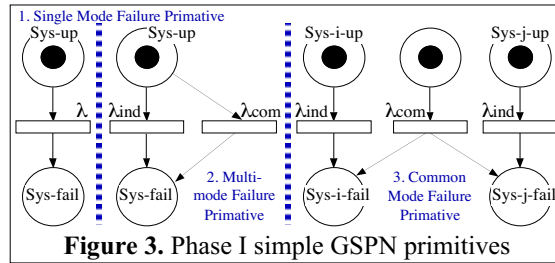 1. Single Mode Failure Primative
Sys-up
Sys-up
Sys-i-up
Sys-j-up
λ
λind
λcom
λind
λcom
λind
Sys-fail
Sys-fail
2. Multi-
mode Failure
Primative
Sys-i-fail
3. Common
Mode Failure
Primative
Sys-j-fail
Figure 3. Phase I simple GSPN primitives